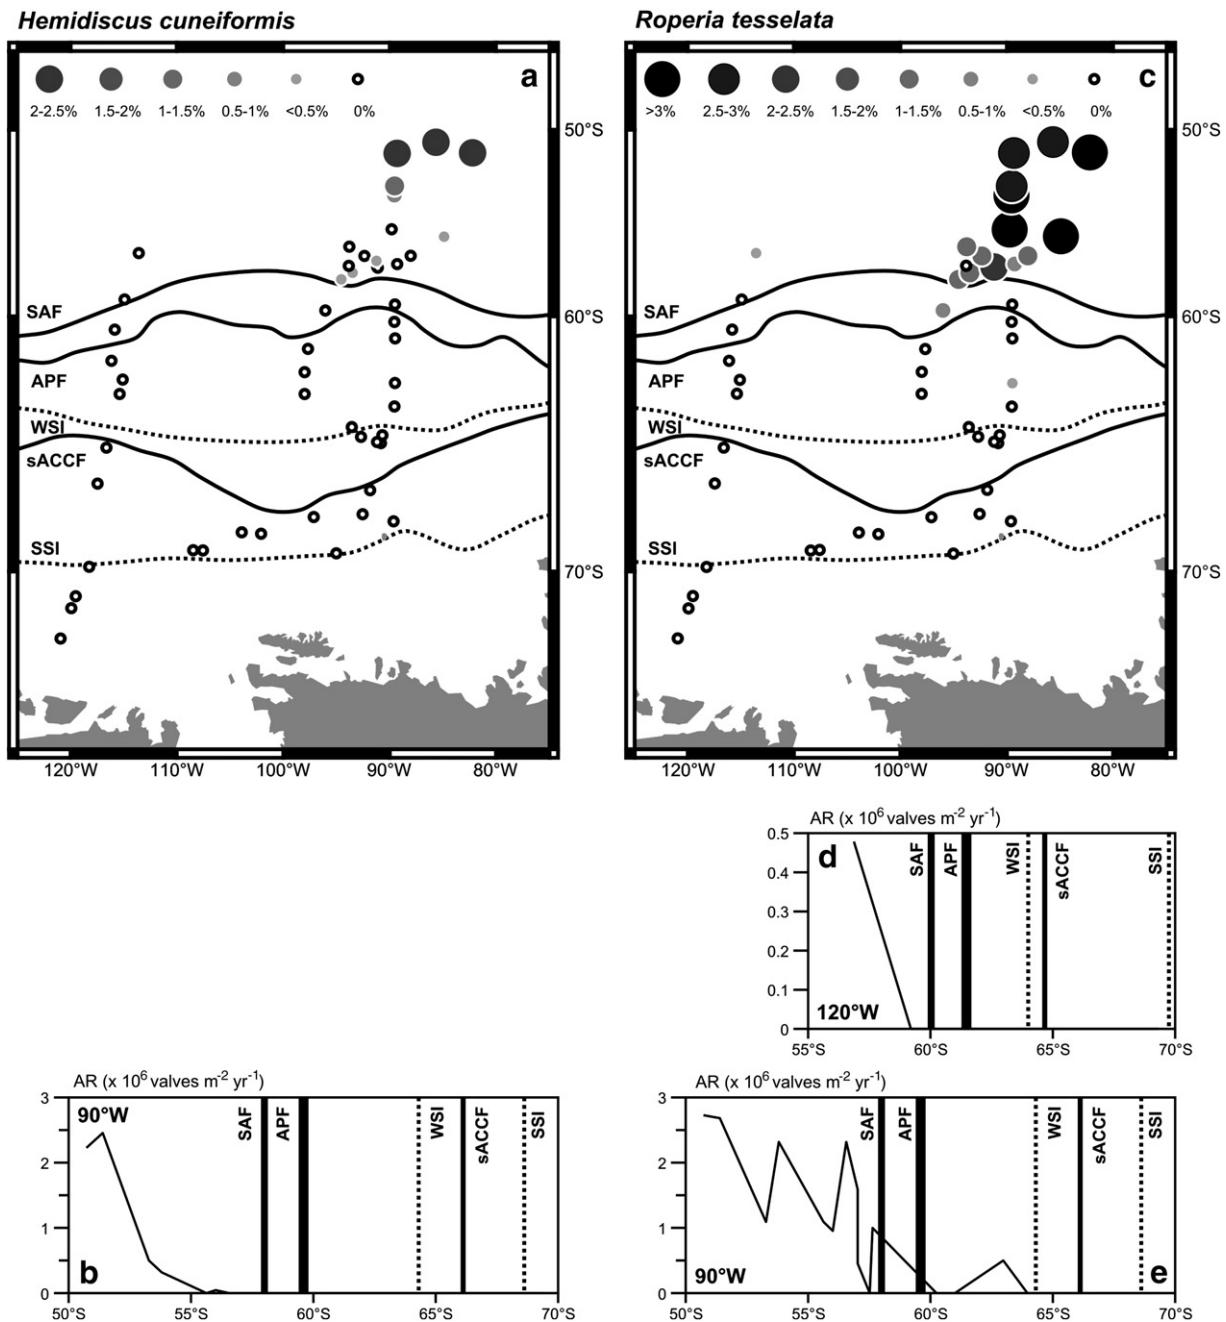 Hemidiscus cuneiformis
Roperia tesselata
a
2-2.5% 1.5-2% 1-1.5% 0.5-1% <0.5% 0%
c
>3% 2.5-3% 2-2.5% 1.5-2% 1-1.5% 0.5-1% <0.5% 0%
50°S
60°S
70°S
SAF
APF
WSI
sACCF
SSI
120°W 110°W 100°W 90°W 80°W
50°S
60°S
70°S
SAF
APF
WSI
sACCF
SSI
120°W 110°W 100°W 90°W 80°W
AR (x 10⁶ valves m⁻² yr⁻¹)
0.5
0.4
0.3
0.2
0.1
0
d
SAF
APF
WSI
sACCF
SSI
120°W
55°S 60°S 65°S 70°S
AR (x 10⁶ valves m⁻² yr⁻¹)
3
2
1
0
90°W
SAF
APF
WSI
sACCF
SSI
b
50°S 55°S 60°S 65°S 70°S
AR (x 10⁶ valves m⁻² yr⁻¹)
3
2
1
0
SAF
APF
WSI
sACCF
SSI
90°W
e
50°S 55°S 60°S 65°S 70°S